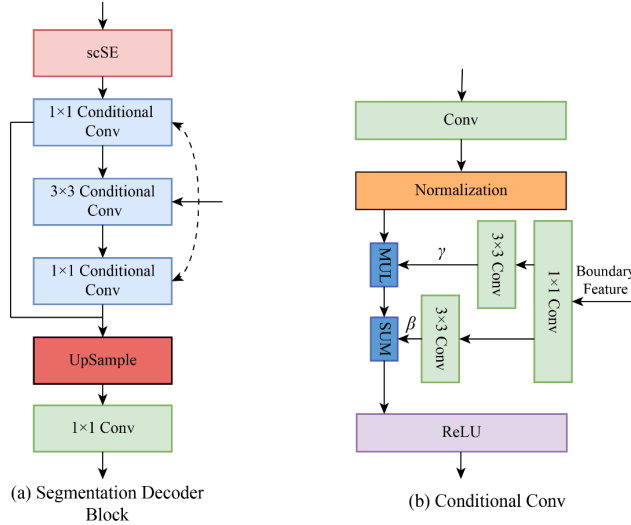 scSE
1×1 Conditional
Conv
3×3 Conditional
Conv
1×1 Conditional
Conv
UpSample
1×1 Conv
(a) Segmentation Decoder
Block
Conv
Normalization
MUL
γ
3×3 Conv
1×1 Conv
Boundary
Feature
SUM
β
3×3 Conv
ReLU
(b) Conditional Conv